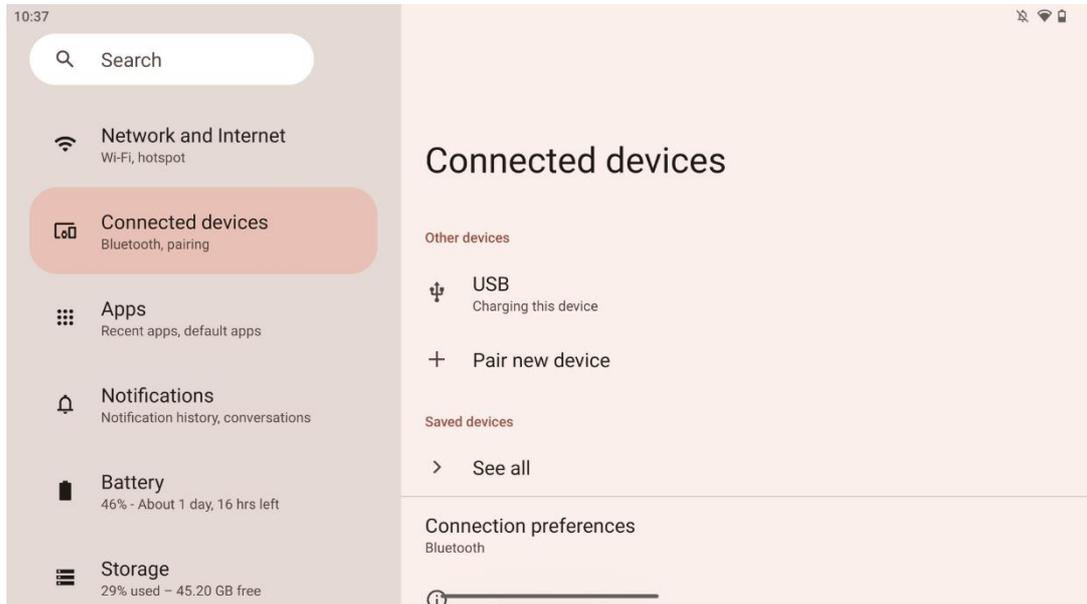 10:37
Search
Network and Internet
Wi-Fi, hotspot
Connected devices
Bluetooth, pairing
Apps
Recent apps, default apps
Notifications
Notification history, conversations
Battery
46% - About 1 day, 16 hrs left
Storage
29% used – 45.20 GB free
Connected devices
Other devices
USB
Charging this device
Pair new device
Saved devices
See all
Connection preferences
Bluetooth